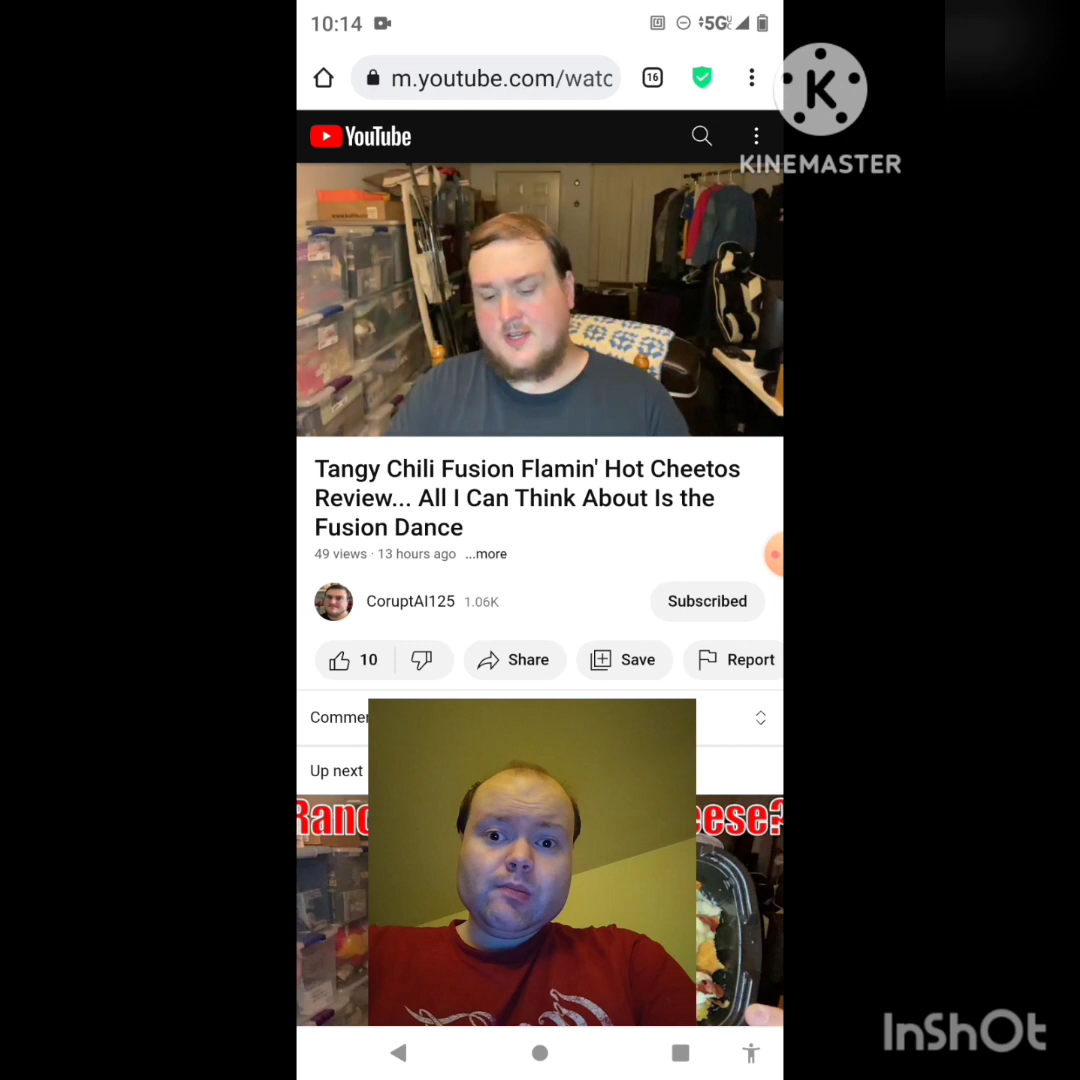 10:14
5G
m.youtube.com/watc
16
K
KINEMASTER
YouTube
Tangy Chili Fusion Flamin' Hot Cheetos
Review... All I Can Think About Is the
Fusion Dance
49 views · 13 hours ago ...more
CoruptAI125 1.06K
Subscribed
10
Share
Save
Report
Commer
Up next
Ranc
eese?
InShOt